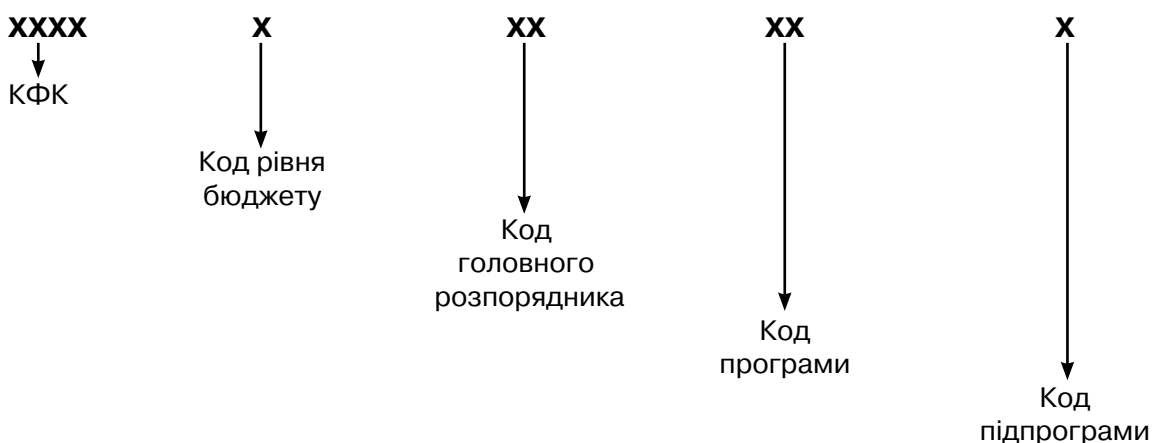 XXXX X XX XX X
КФК
Код рівня
бюджету
Код
головного
розпорядника
Код
програми
Код
підпрограми